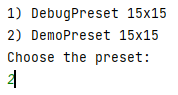 1) DebugPreset 15x15
2) DemoPreset 15x15
Choose the preset:
2